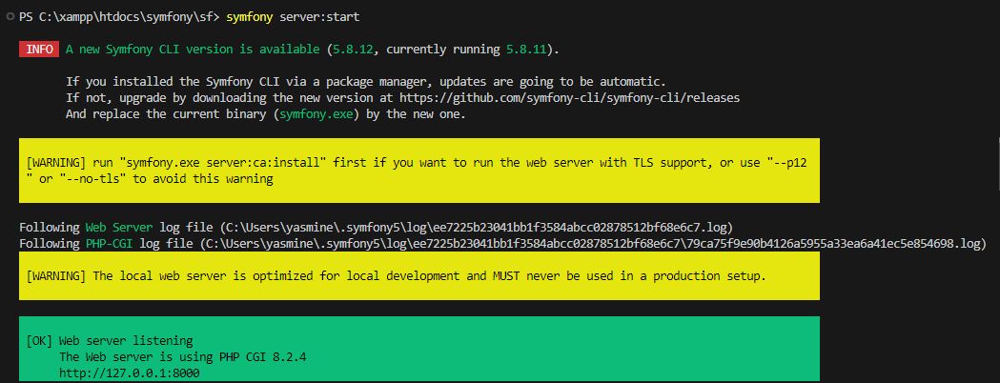 PS C:\xampp\htdocs\symfony\sf> symfony server:start
INFO A new Symfony CLI version is available (5.8.12, currently running 5.8.11).
If you installed the Symfony CLI via a package manager, updates are going to be automatic.
If not, upgrade by downloading the new version at https://github.com/symfony-cli/symfony-cli/releases
And replace the current binary (symfony.exe) by the new one.
[WARNING] run "symfony.exe server:ca:install" first if you want to run the web server with TLS support, or use "--p12
" or "--no-tls" to avoid this warning
Following Web Server log file (C:\Users\yasmine\.symfony5\log\ee7225b23041bb1f3584abcc02878512bf68e6c7.log)
Following PHP-CGI log file (C:\Users\yasmine\.symfony5\log\ee7225b23041bb1f3584abcc02878512bf68e6c7\79ca75f9e90b4126a5955a33ea6a41ec5e854698.log)
[WARNING] The local web server is optimized for local development and MUST never be used in a production setup.
[OK] Web server listening
The Web server is using PHP CGI 8.2.4
http://127.0.0.1:8000